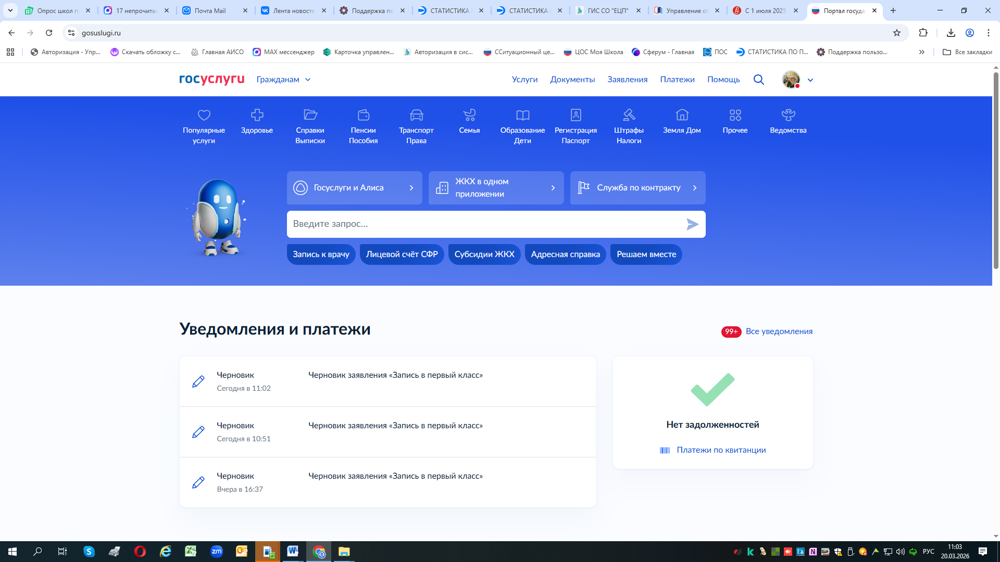 Опрос школ п
17 непрочитан
Почта Mail
Лента новосте
Поддержка по
СТАТИСТИКА
СТАТИСТИКА
ГИС СО "ЕЦП"
Управление об
С 1 июля 2025
Портал госуда
gosuslugi.ru
Авторизация - Упр...
Скачать обложку с...
Главная АИСО
MAX мессенджер
Карточка управлен...
Авторизация в сис...
ССитуационный це...
ЦОС Моя Школа
Сферум - Главная
ПОС
СТАТИСТИКА ПО П...
Поддержка пользо...
Все закладки
госуслуги
Гражданам
Услуги
Документы
Заявления
Платежи
Помощь
Популярные
услуги
Здоровье
Справки
Выписки
Пенсии
Пособия
Транспорт
Права
Семья
Образование
Дети
Регистрация
Паспорт
Штрафы
Налоги
Земля Дом
Прочее
Ведомства
Госуслуги и Алиса
ЖКХ в одном
приложении
Служба по контракту
Введите запрос...
Запись к врачу
Лицевой счёт СФР
Субсидии ЖКХ
Адресная справка
Решаем вместе
Уведомления и платежи
99+
Все уведомления
Черновик
Черновик заявления «Запись в первый класс»
Сегодня в 11:02
Черновик
Черновик заявления «Запись в первый класс»
Сегодня в 10:51
Черновик
Черновик заявления «Запись в первый класс»
Вчера в 16:37
Нет задолженностей
Платежи по квитанции
zm
РУС
11:03
20.03.2026